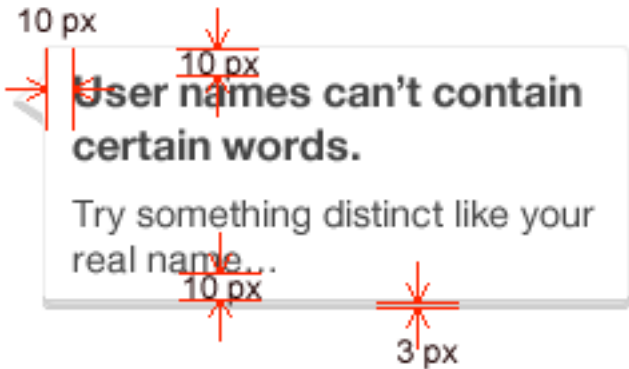 10 px
10 px
User names can't contain
certain words.
Try something distinct like your
real name...
10 px
3 px